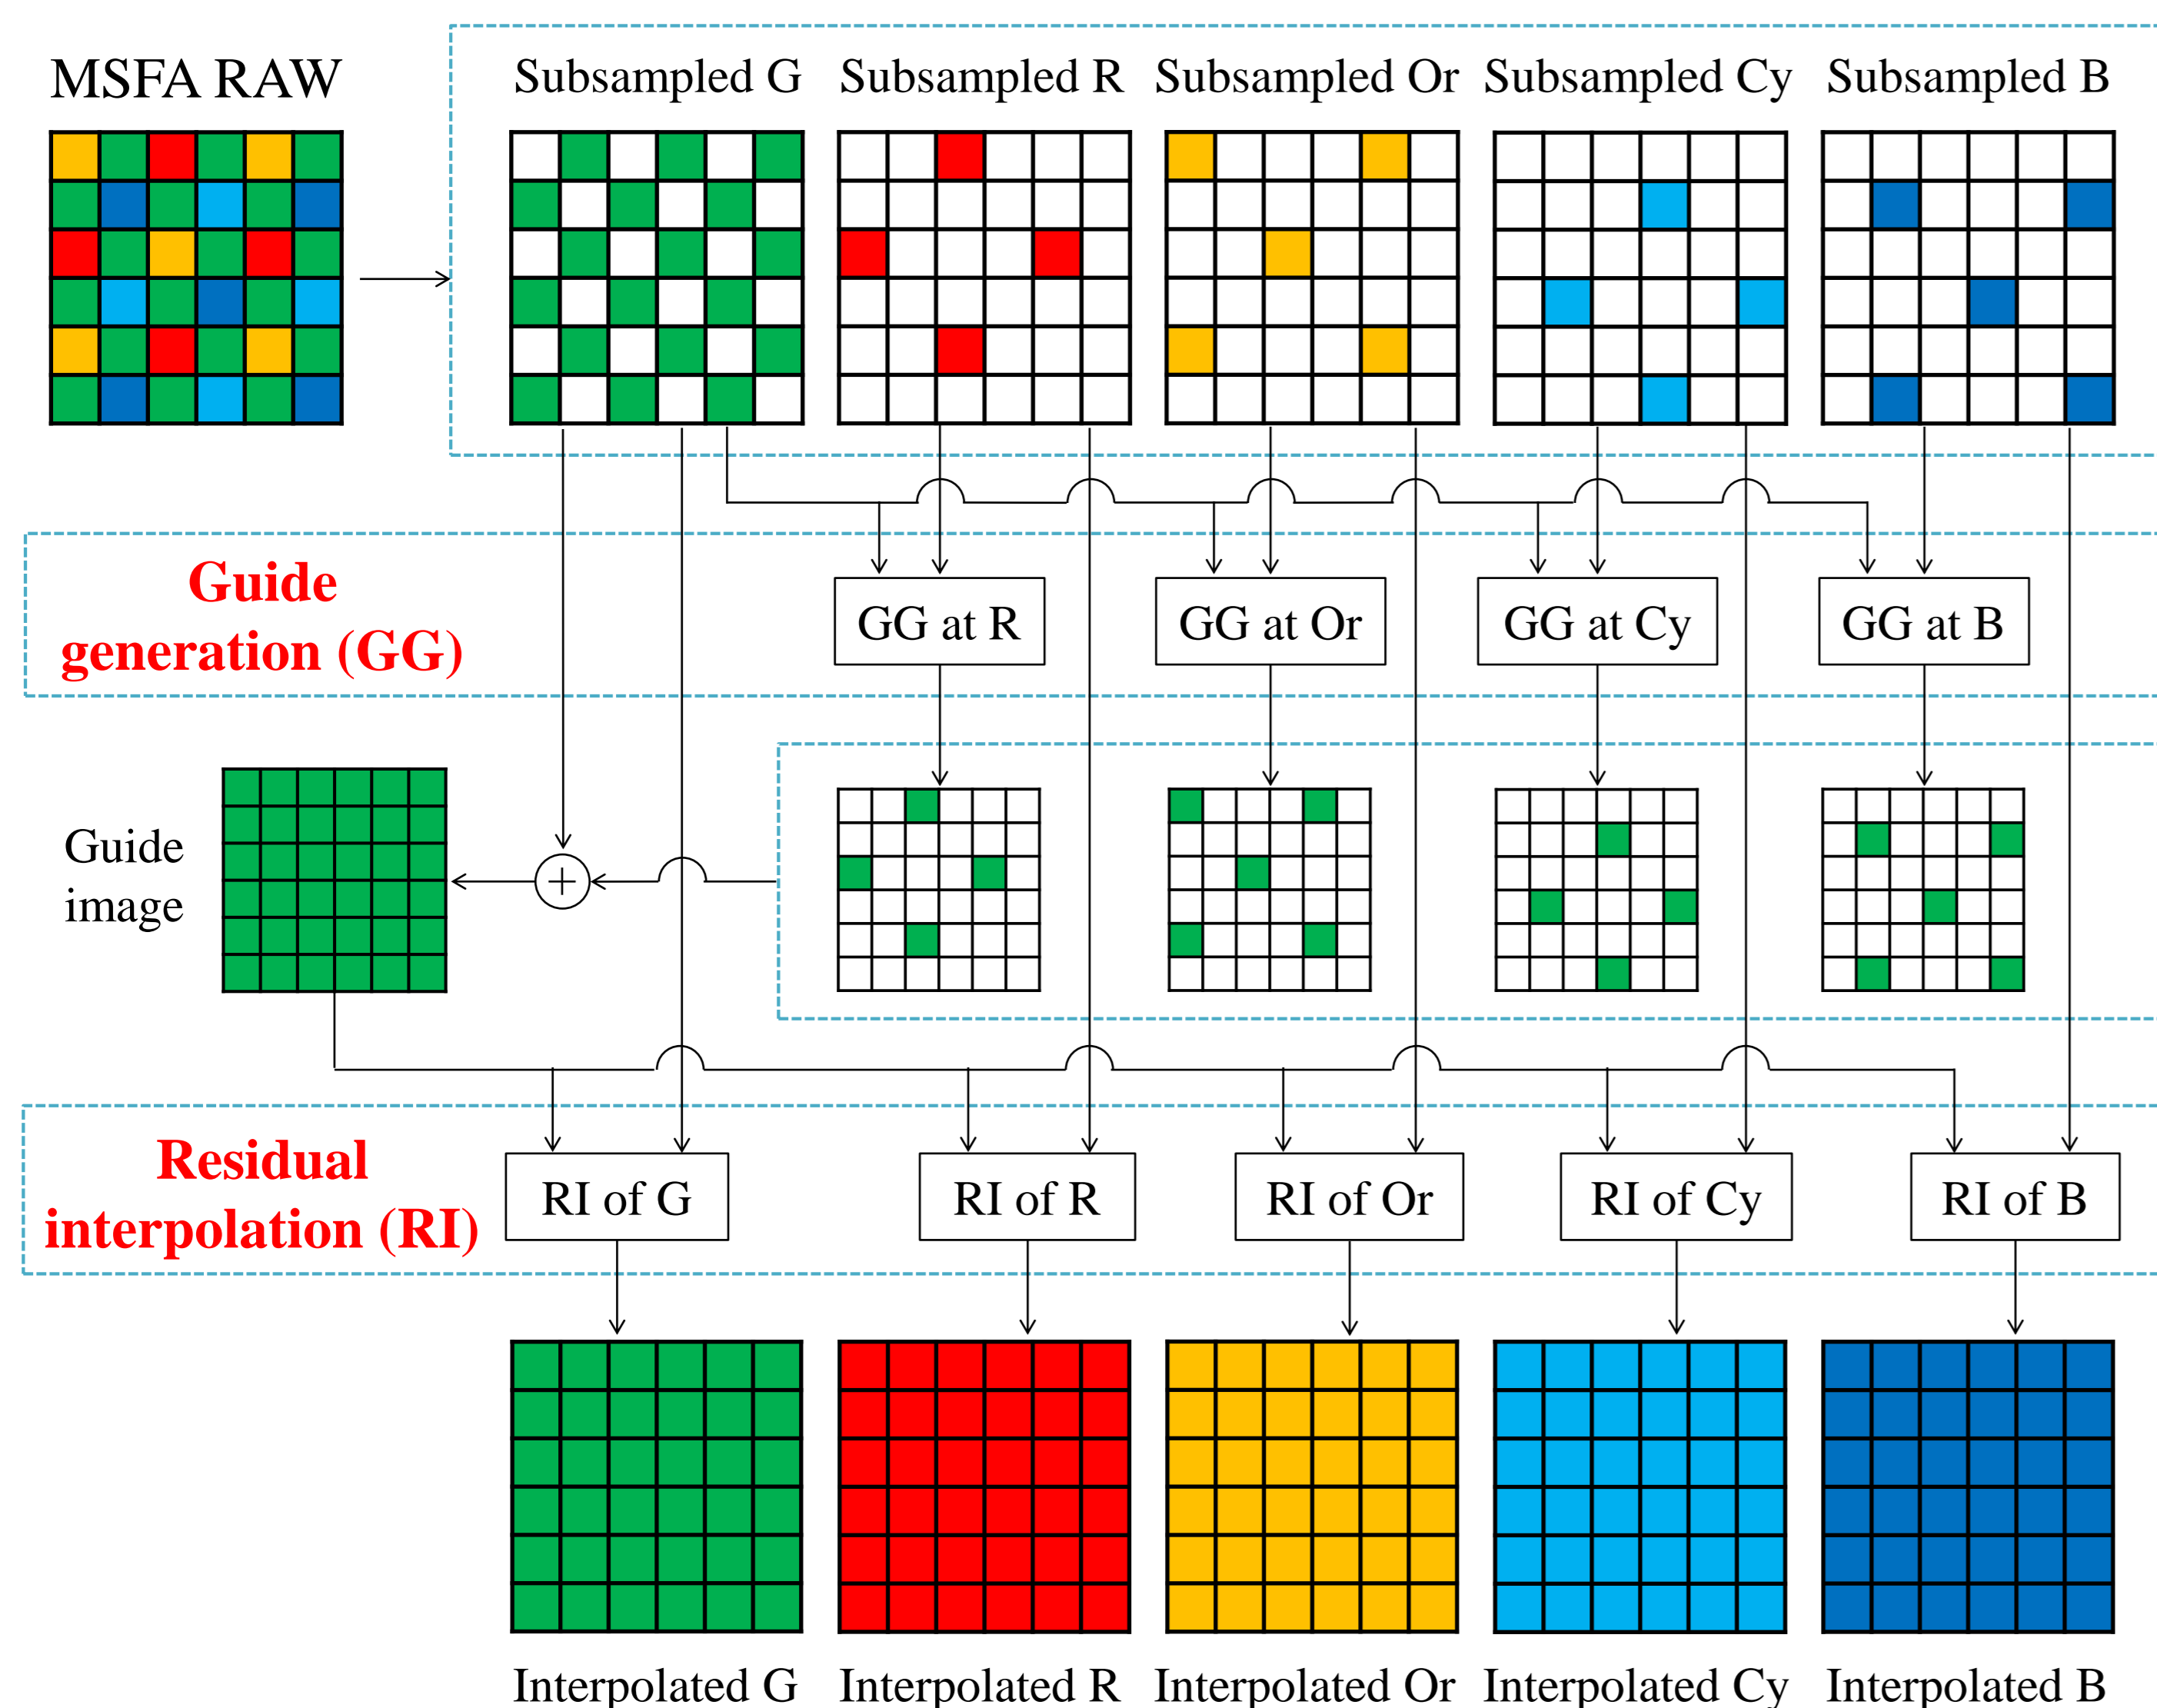 MSFA RAW
Subsampled G
Subsampled R
Subsampled Or
Subsampled Cy
Subsampled B
Guide
generation (GG)
GG at R
GG at Or
GG at Cy
GG at B
Guide
image
Residual
interpolation (RI)
RI of G
RI of R
RI of Or
RI of Cy
RI of B
Interpolated G
Interpolated R
Interpolated Or
Interpolated Cy
Interpolated B